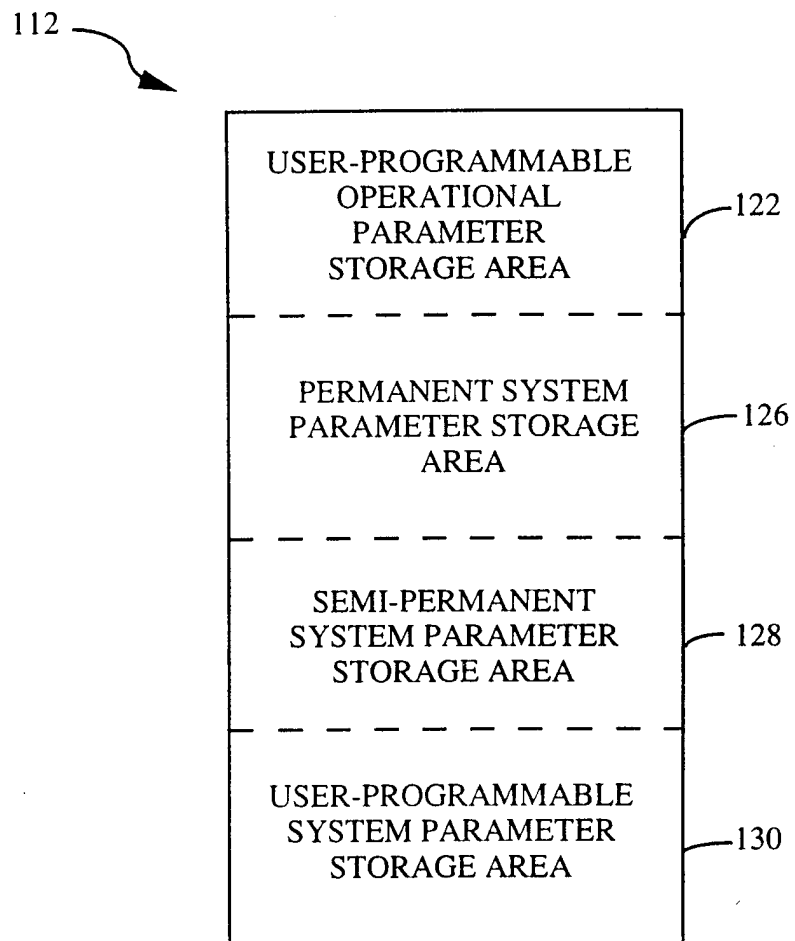 112
USER-PROGRAMMABLE
OPERATIONAL
PARAMETER
STORAGE AREA
122
PERMANENT SYSTEM
PARAMETER STORAGE
AREA
126
SEMI-PERMANENT
SYSTEM PARAMETER
STORAGE AREA
128
USER-PROGRAMMABLE
SYSTEM PARAMETER
STORAGE AREA
130